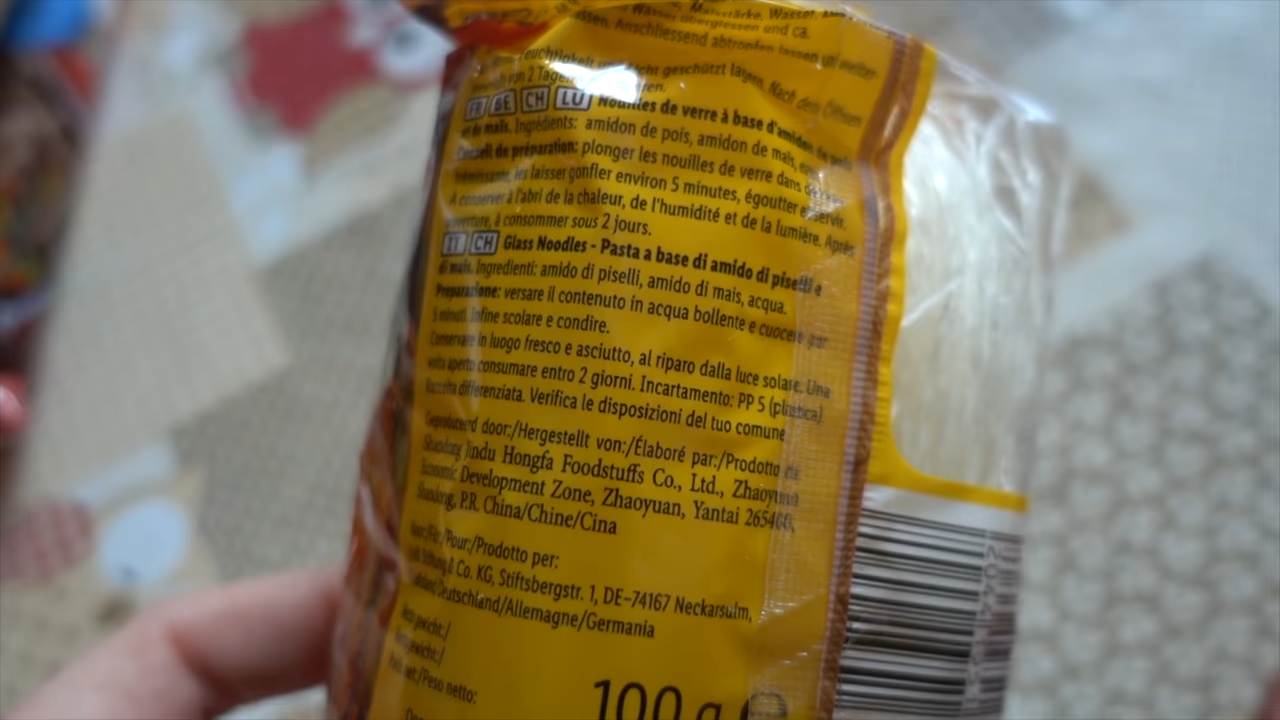 Maisstärke, Wasser.
Wasser übergiessen und ca.
Anschliessend abtropfen lassen und weiter-
Feuchtigkeit geschützt lagern. Nach dem Öffnen
von 2 Tagen
FR BE CH LU Nouilles de verre à base d'amidon de pois
et de maïs. Ingrédients: amidon de pois, amidon de maïs, eau.
Conseil de préparation: plonger les nouilles de verre dans de l'eau
frémissante, les laisser gonfler environ 5 minutes, égoutter et servir.
A conserver à l'abri de la chaleur, de l'humidité et de la lumière. Après
ouverture, à consommer sous 2 jours.
IT CH Glass Noodles - Pasta a base di amido di piselli e
di mais. Ingredienti: amido di piselli, amido di mais, acqua.
Preparazione: versare il contenuto in acqua bollente e cuocere per
5 minuti. Infine scolare e condire.
Conservare in luogo fresco e asciutto, al riparo dalla luce solare. Una
volta aperto consumare entro 2 giorni. Incartamento: PP 5 (plastica)
Raccolta differenziata. Verifica le disposizioni del tuo comune
Geproduceerd door:/Hergestellt von:/Élaboré par:/Prodotto da:
Shandong Jindu Hongfa Foodstuffs Co., Ltd., Zhaoyuan
Economic Development Zone, Zhaoyuan, Yantai 265400,
Shandong, P.R. China/Chine/Cina
Voor:/Für:/Pour:/Prodotto per:
Lidl Stiftung & Co. KG, Stiftsbergstr. 1, DE-74167 Neckarsulm,
Duitsland/Deutschland/Allemagne/Germania
gewicht:/
gewicht:/
net:/Peso netto:
100 g e